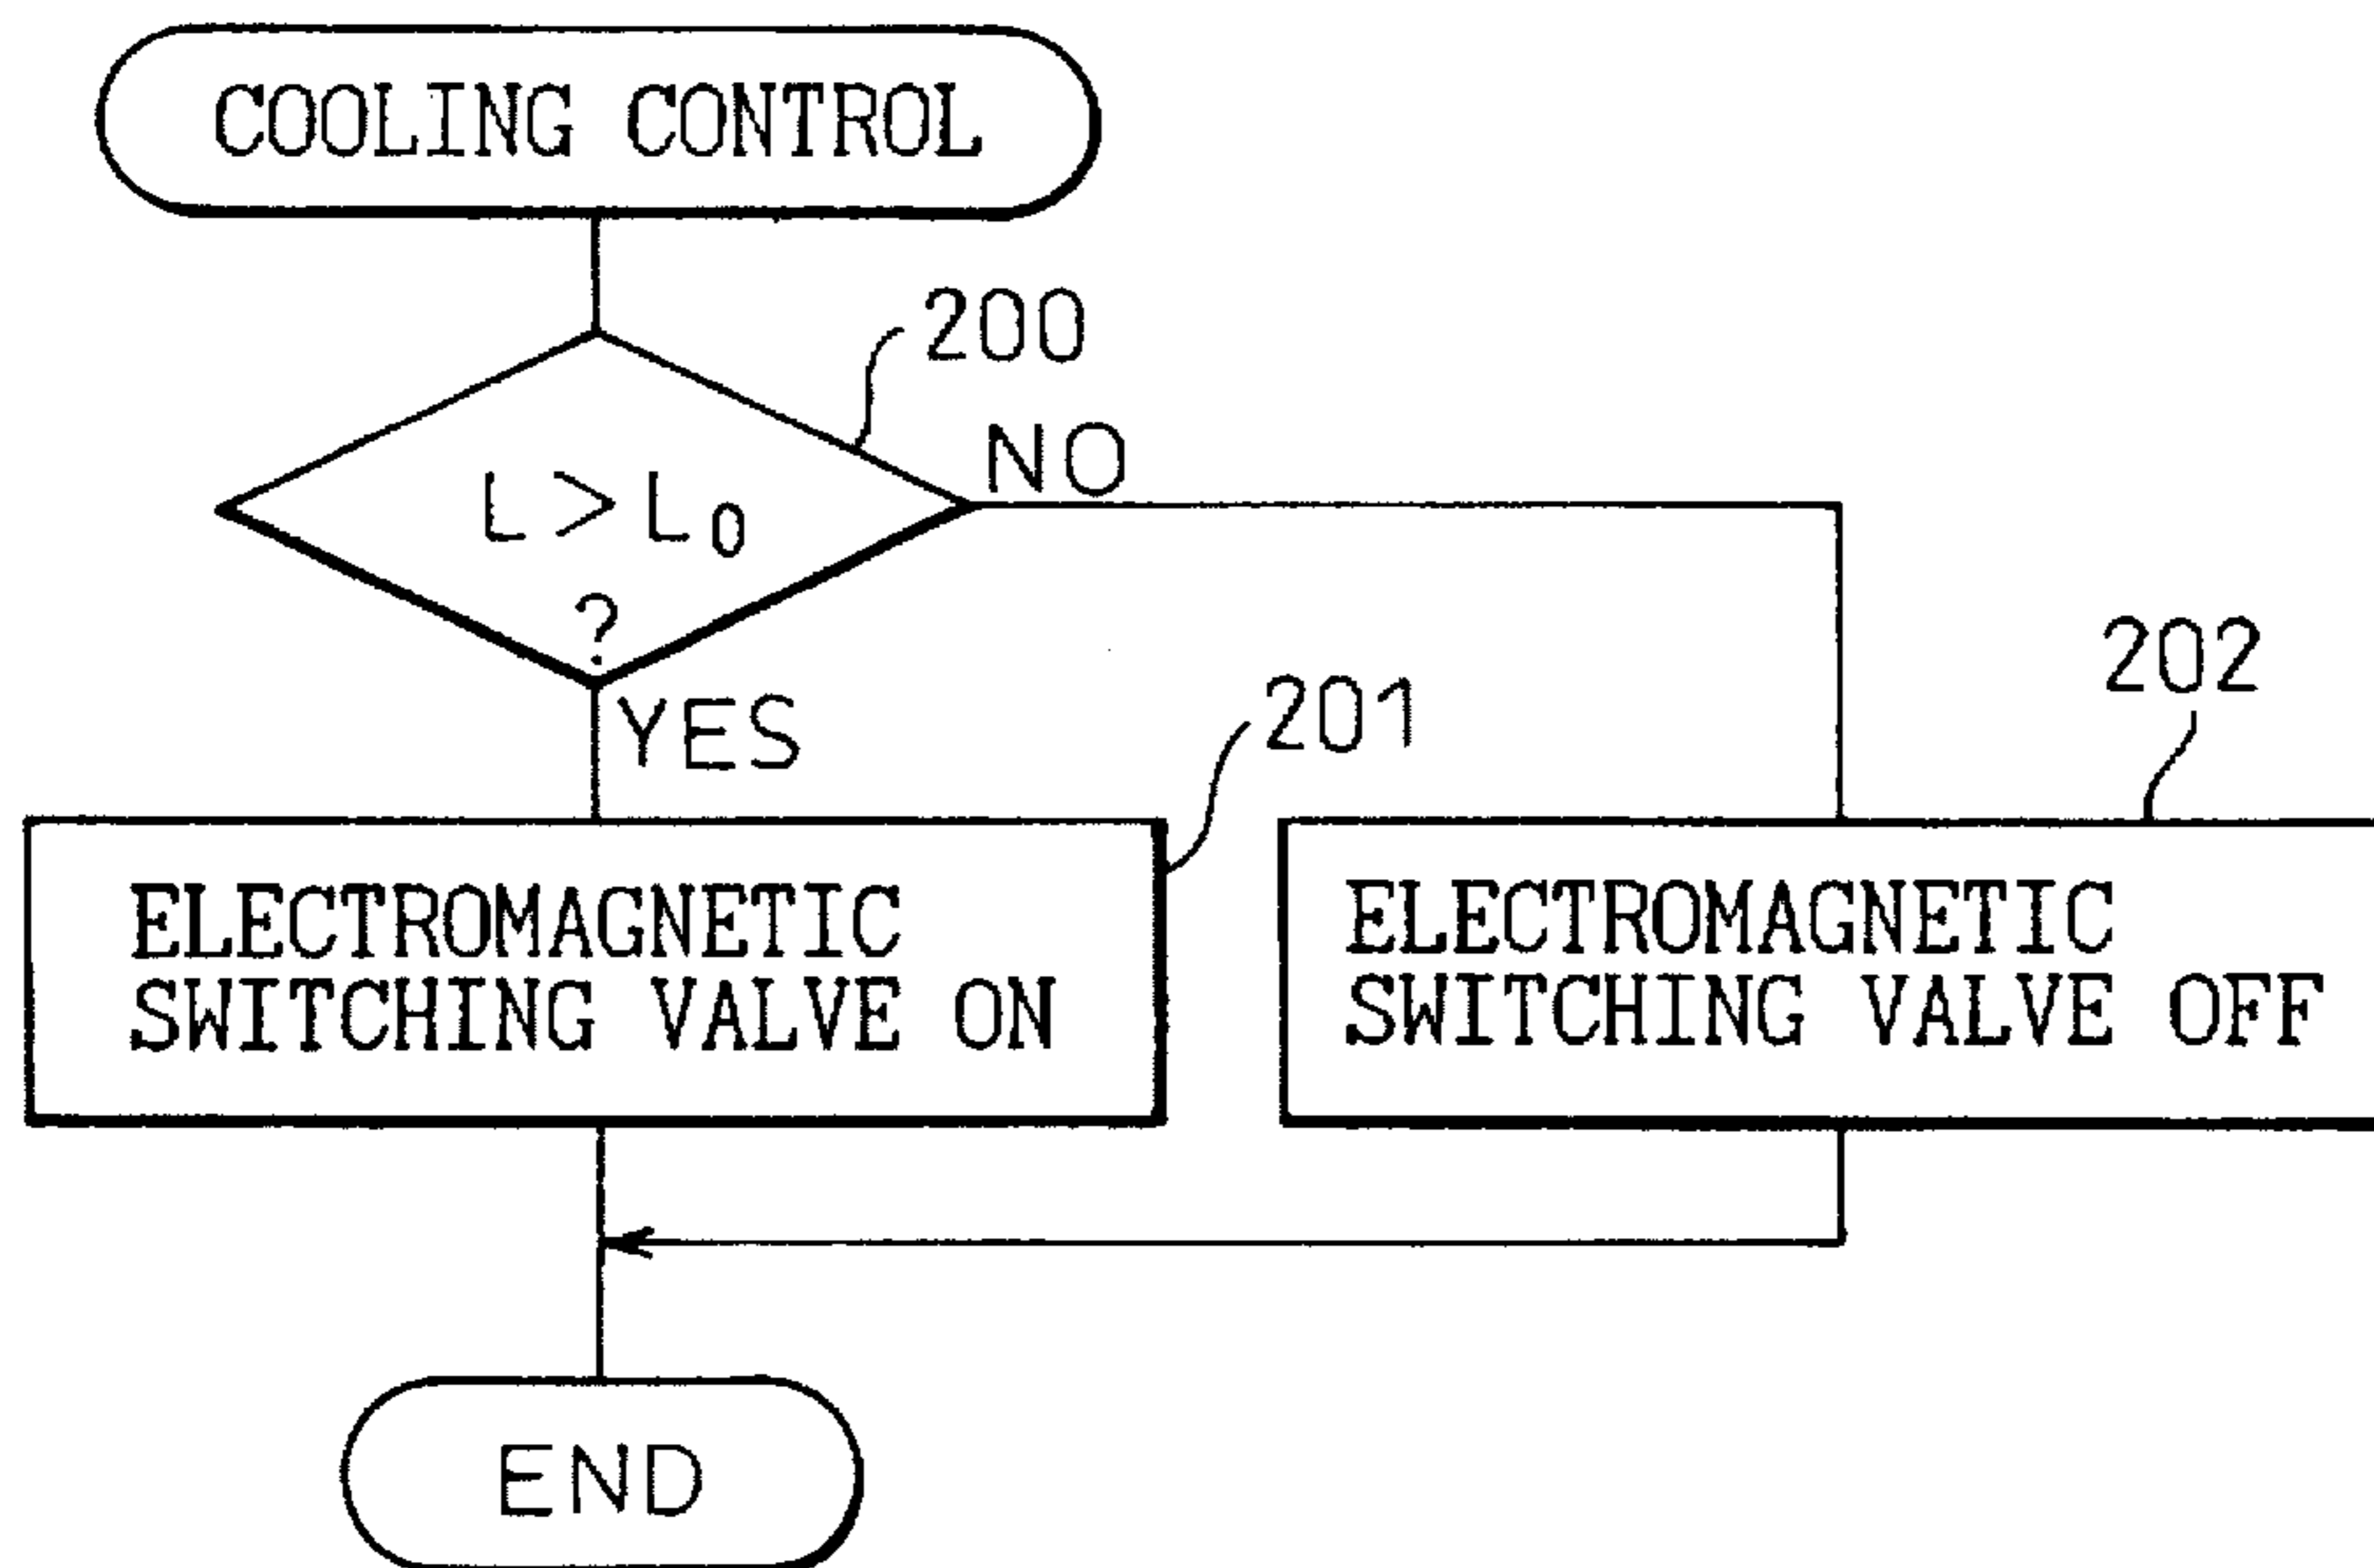 COOLING CONTROL
200
NO
L>L₀
?
YES
201
202
ELECTROMAGNETIC
SWITCHING VALVE ON
ELECTROMAGNETIC
SWITCHING VALVE OFF
END